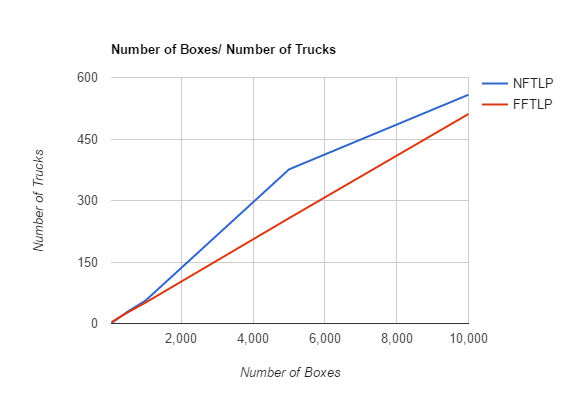 Number of Boxes/ Number of Trucks
NFTLP
FFTLP
Number of Trucks
600
450
300
150
0
2,000 4,000 6,000 8,000 10,000
Number of Boxes